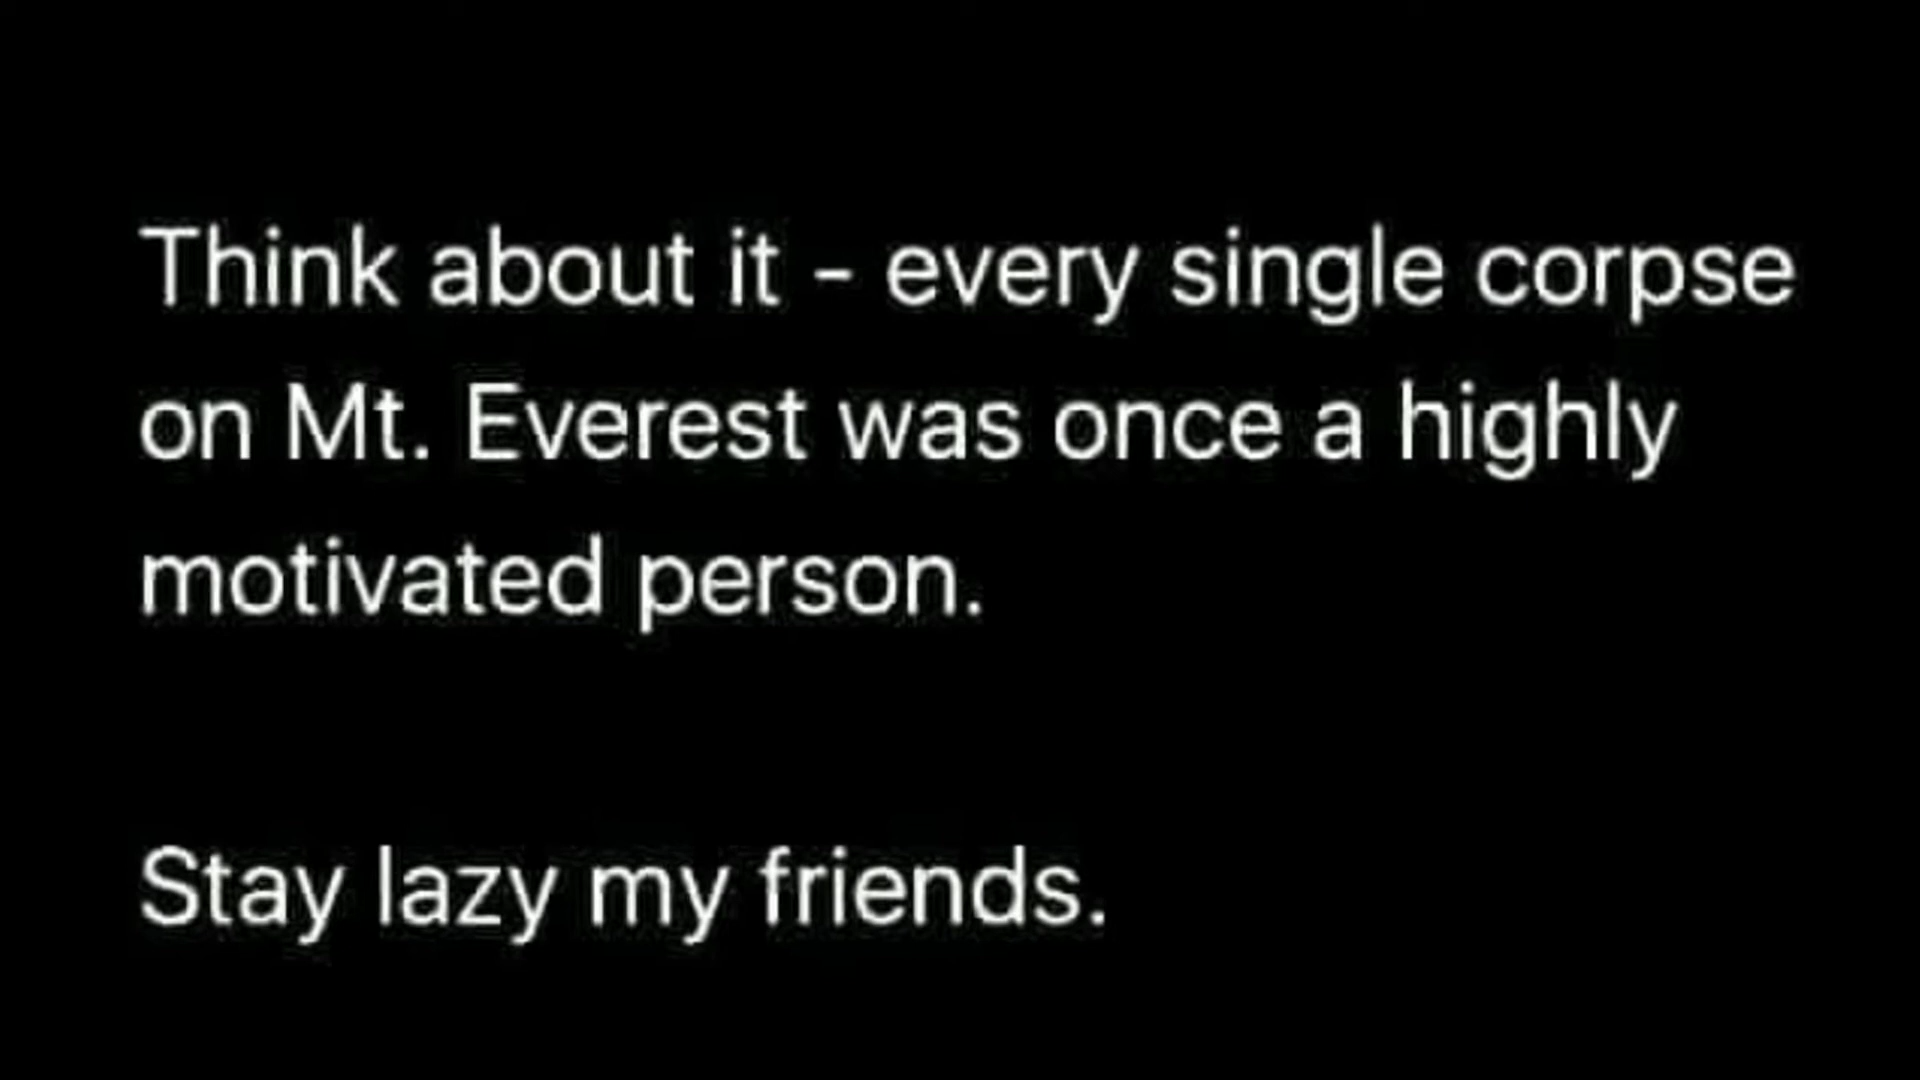 Think about it - every single corpse
on Mt. Everest was once a highly
motivated person.
Stay lazy my friends.